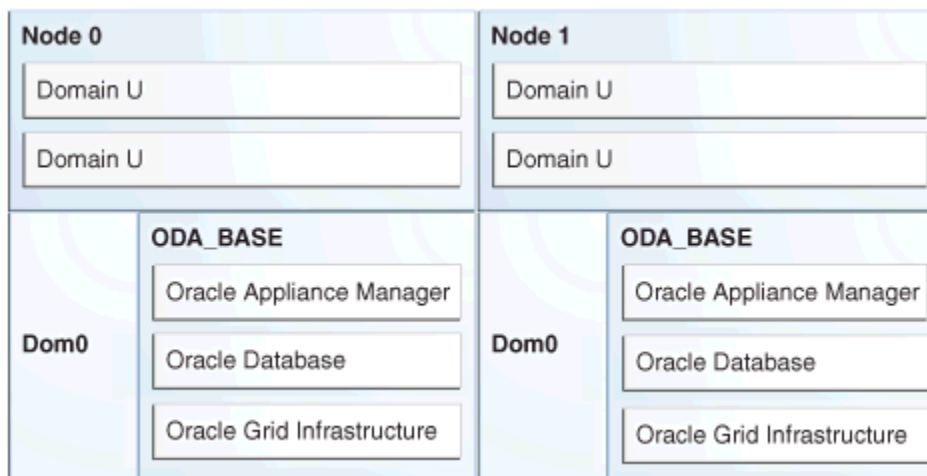 Node 0
Domain U
Domain U
Dom0
ODA_BASE
Oracle Appliance Manager
Oracle Database
Oracle Grid Infrastructure
Node 1
Domain U
Domain U
Dom0
ODA_BASE
Oracle Appliance Manager
Oracle Database
Oracle Grid Infrastructure